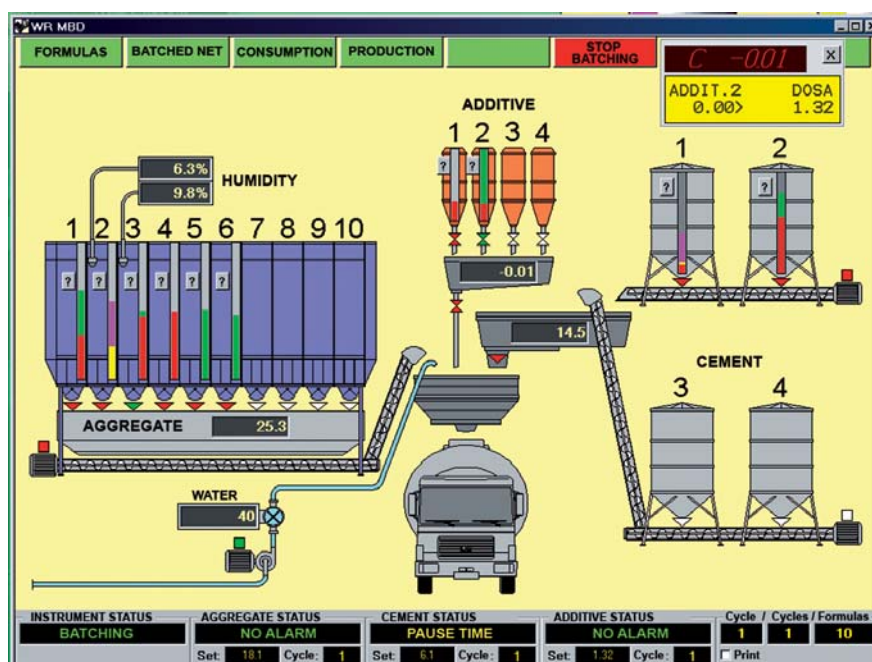 WR MBD
FORMULAS BATCHED NET CONSUMPTION PRODUCTION STOP BATCHING
C -0.01 X
ADDIT.2 DOSA
0.00> 1.32
ADDITIVE
1 2 3 4
? ?
1 2
? ?
6.3%
9.8%
HUMIDITY
1 2 3 4 5 6 7 8 9 10
? ? ? ? ? ?
-0.01
14.5
CEMENT
3 4
AGGREGATE 25.3
WATER
40
INSTRUMENT STATUS AGGREGATE STATUS CEMENT STATUS ADDITIVE STATUS Cycle / Cycles / Formulas
BATCHING NO ALARM PAUSE TIME NO ALARM 1 1 10
Set: 18.1 Cycle: 1 Set: 6.1 Cycle: 1 Set: 1.32 Cycle: 1 Print